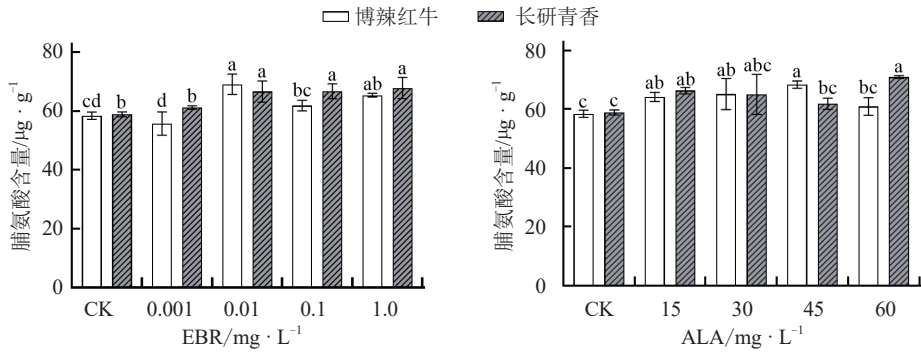 博辣红牛 长研青香
脯氨酸含量/μg · g⁻¹
80
60
40
20
0
cd b d b a a bc a ab a
CK 0.001 0.01 0.1 1.0
EBR/mg · L⁻¹
脯氨酸含量/μg · g⁻¹
80
60
40
20
0
c c ab ab ab abc a bc bc a
CK 15 30 45 60
ALA/mg · L⁻¹